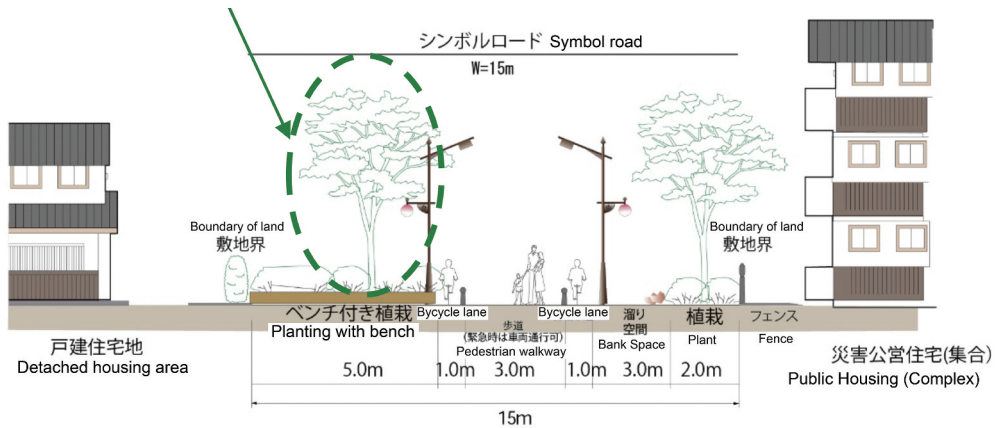 シンボルロード Symbol road
W=15m
Boundary of land
敷地界
Boundary of land
敷地界
ベンチ付き植栽
Planting with bench
Bycycle lane
歩道
(緊急時は車両通行可)
Pedestrian walkway
Bycycle lane
溜り
空間
Bank Space
植栽
Plant
フェンス
Fence
戸建住宅地
Detached housing area
災害公営住宅(集合)
Public Housing (Complex)
5.0m 1.0m 3.0m 1.0m 3.0m 2.0m
15m